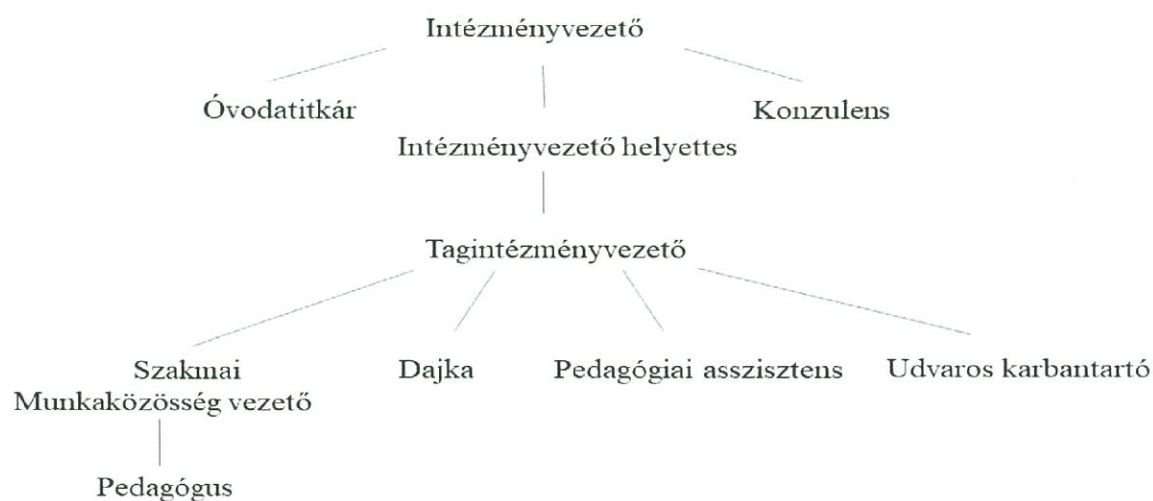 Intézményvezető
Óvodatitkár
Konzulens
Intézményvezető helyettes
Tagintézményvezető
Szakmai
Munkaközösség vezető
Dajka
Pedagógiai asszisztens
Udvaros karbantartó
Pedagógus